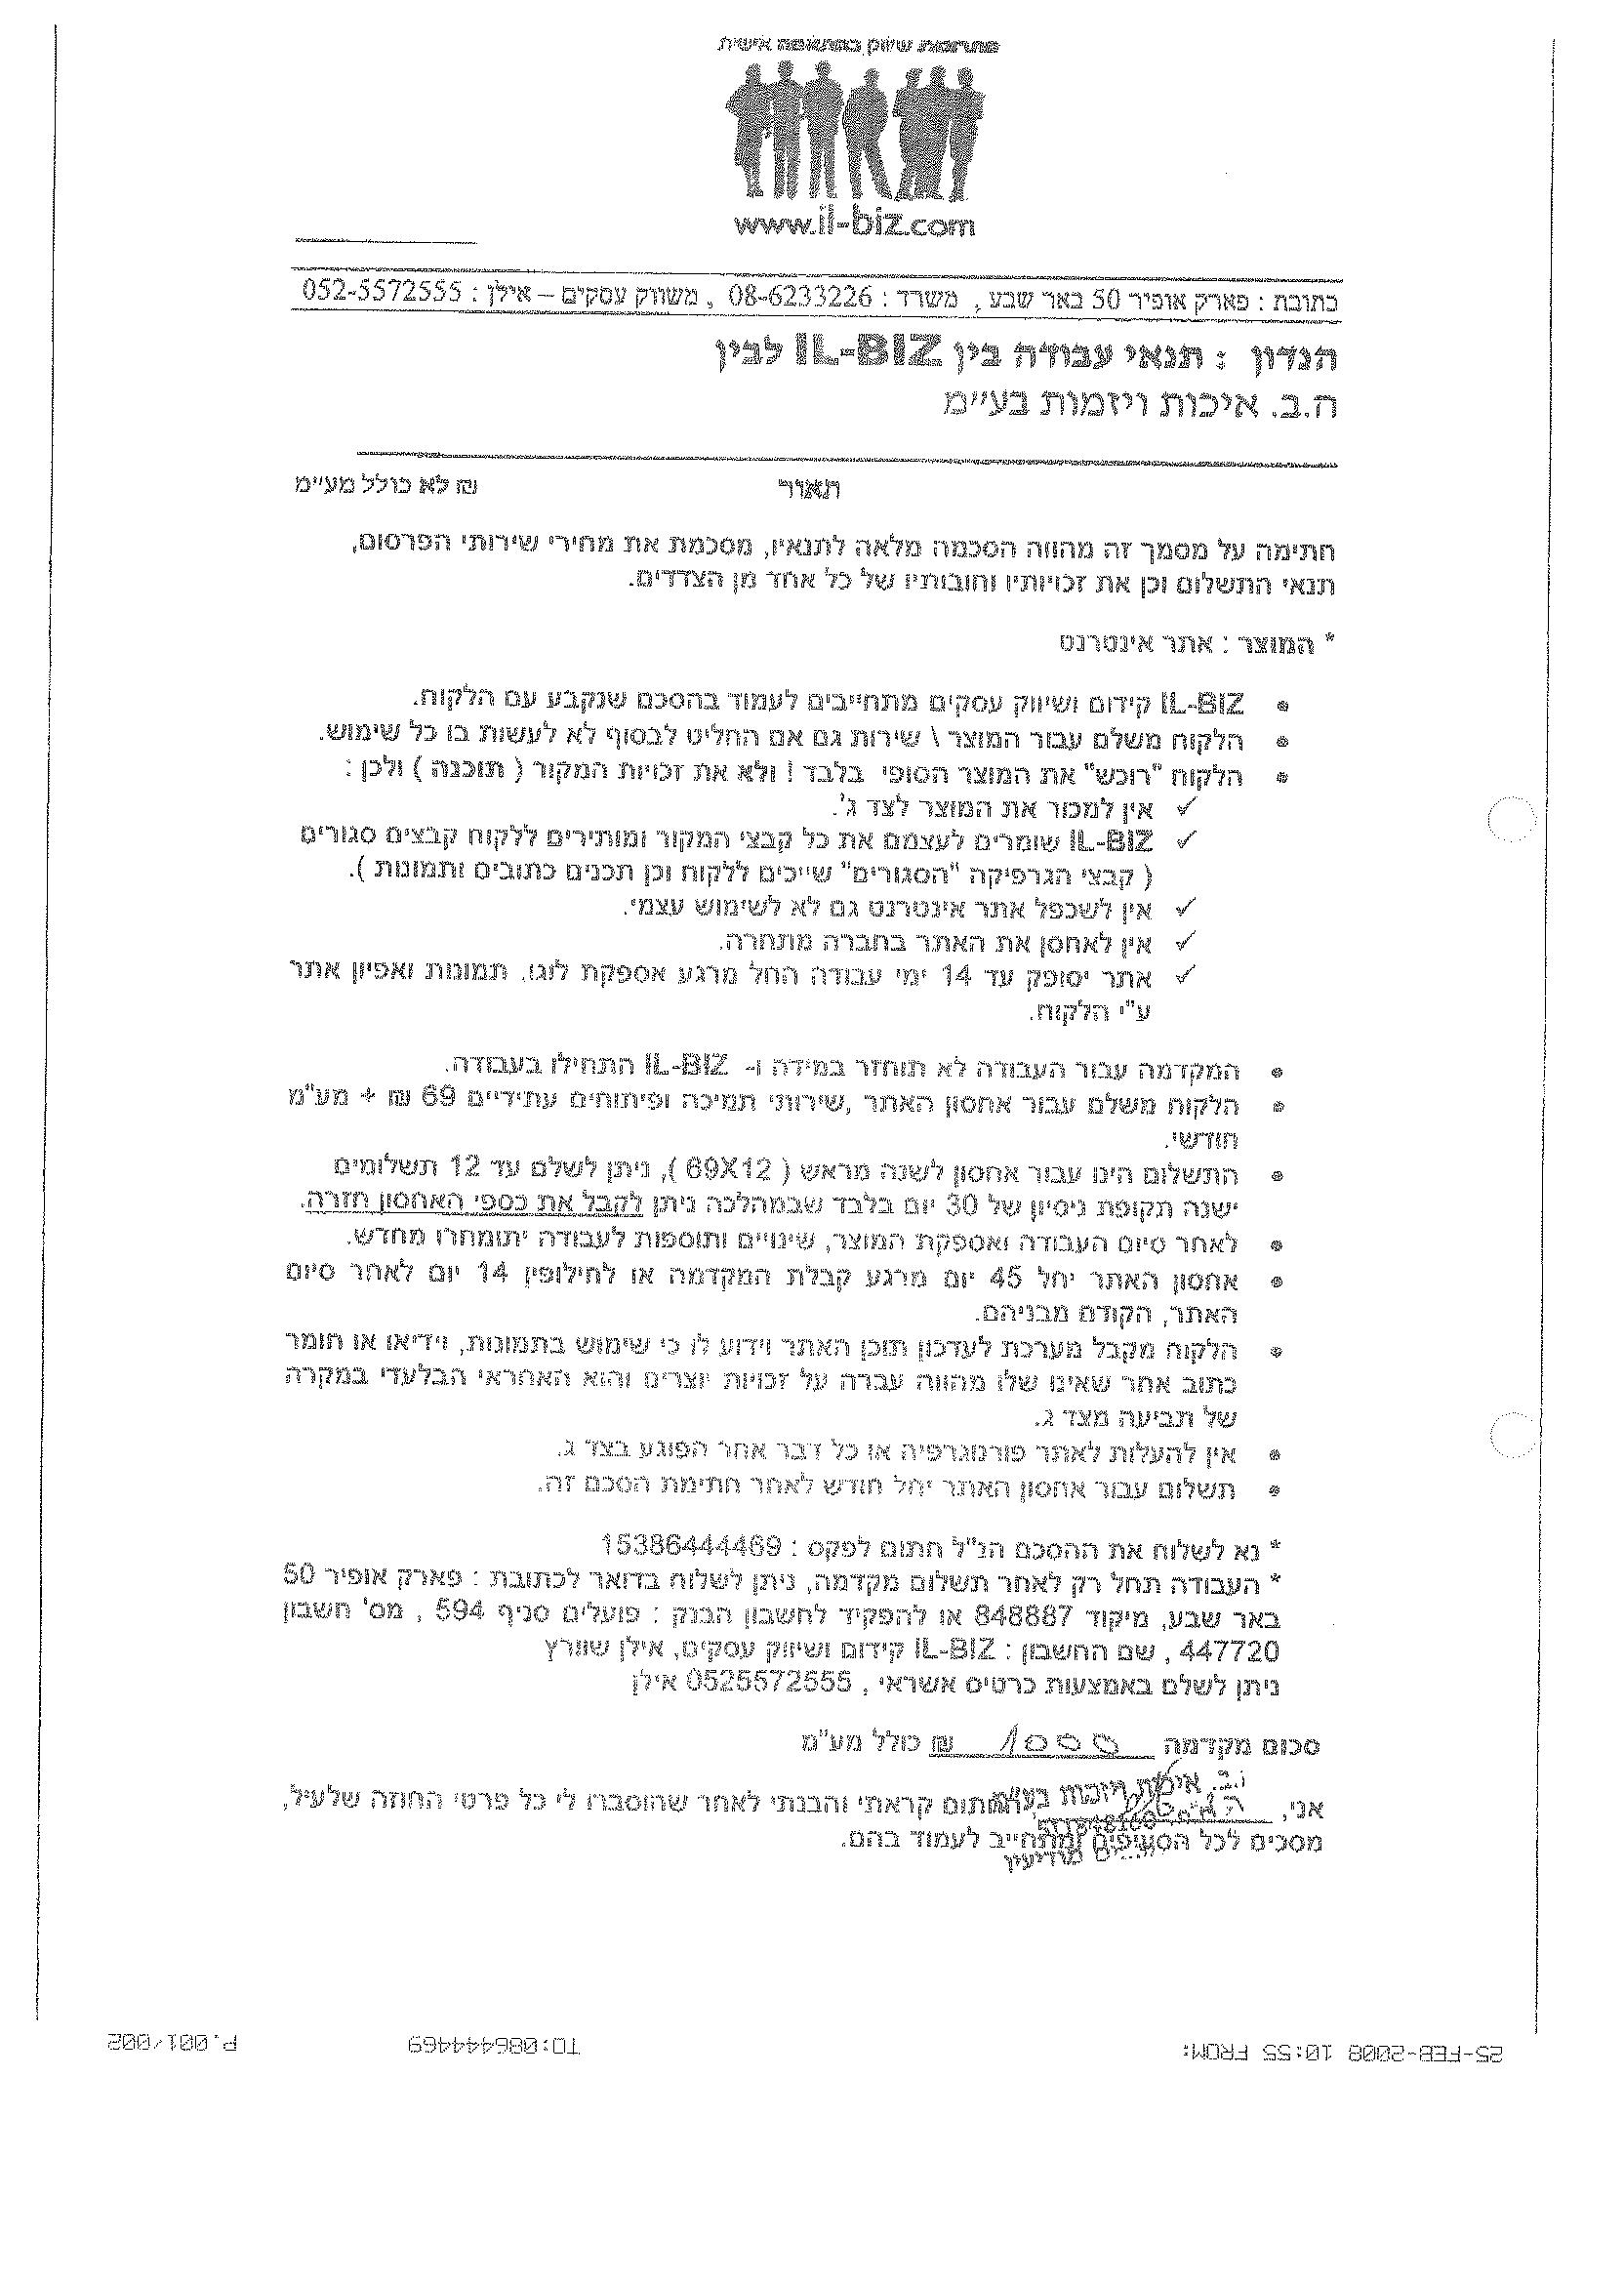 פתרונות שיווק בהתאמה אישית
www.il-biz.com
כתובת : פארק אופיר 50 באר שבע , משרד : 08-6233226 , משווק עסקים – אילן : 052-5572555
הנדון : תנאי עבודה בין IL-BIZ לבין
ה.ב. איכות ויזמות בע״מ
תאור ₪ לא כולל מע״מ
חתימה על מסמך זה מהווה הסכמה מלאה לתנאיו, מסכמת את מחירי שירותי הפרסום,
תנאי התשלום וכן את זכויותיו וחובותיו של כל אחד מן הצדדים.
* המוצר : אתר אינטרנט
• IL-BIZ קידום ושיווק עסקים מתחייבים לעמוד בהסכם שנקבע עם הלקוח.
• הלקוח משלם עבור המוצר \ שירות גם אם החליט לבסוף לא לעשות בו כל שימוש.
• הלקוח "רוכש" את המוצר הסופי בלבד ! ולא את זכויות המקור ( תוכנה ) ולכן :
✓ אין למכור את המוצר לצד ג'.
✓ IL-BIZ שומרים לעצמם את כל קבצי המקור ומותירים ללקוח קבצים סגורים
( קבצי הגרפיקה "הסגורים" שייכים ללקוח וכן תכנים כתובים ותמונות ).
✓ אין לשכפל אתר אינטרנט גם לא לשימוש עצמי.
✓ אין לאחסן את האתר בחברה מתחרה.
✓ אתר יסופק עד 14 ימי עבודה החל מרגע אספקת לוגו, תמונות ואפיון אתר
ע"י הלקוח.
• המקדמה עבור העבודה לא תוחזר במידה ו- IL-BIZ התחילו בעבודה.
• הלקוח משלם עבור אחסון האתר ,שירותי תמיכה ופיתוחים עתידיים 69 ₪ + מע"מ
חודשי.
• התשלום הינו עבור אחסון לשנה מראש ( 69X12 ), ניתן לשלם עד 12 תשלומים
ישנה תקופת ניסיון של 30 יום בלבד שבמהלכה ניתן לקבל את כספי האחסון חזרה.
• לאחר סיום העבודה ואספקת המוצר, שינויים ותוספות לעבודה יתומחרו מחדש.
• אחסון האתר יחל 45 יום מרגע קבלת המקדמה או לחילופין 14 יום לאחר סיום
האתר, הקודם מבניהם.
• הלקוח מקבל מערכת לעדכון תוכן האתר וידוע לו כי שימוש בתמונות, וידיאו או חומר
כתוב אחר שאינו שלו מהווה עברה על זכויות יוצרים והוא האחראי הבלעדי במקרה
של תביעה מצד ג.
• אין להעלות לאתר פורנוגרפיה או כל דבר אחר הפוגע בצד ג.
• תשלום עבור אחסון האתר יחל חודש לאחר חתימת הסכם זה.
* נא לשלוח את ההסכם הנ"ל חתום לפקס : 15386444469
* העבודה תחל רק לאחר תשלום מקדמה, ניתן לשלוח בדואר לכתובת : פארק אופיר 50
באר שבע, מיקוד 848887 או להפקיד לחשבון הבנק : פועלים סניף 594 , מס' חשבון
447720 , שם החשבון : IL-BIZ קידום ושיווק עסקים, אילן שוורץ
ניתן לשלם באמצעות כרטיס אשראי , 0525572555 אילן
סכום מקדמה 1000 ₪ כולל מע"מ
ה.ב. איכות ויזמות בע"מ
אני, החתום קראתי והבנתי לאחר שהוסברו לי כל פרטי החוזה שלעיל,
מסכים לכל הסעיפים ומתחייב לעמוד בהם.
מודיעין
25-FEB-2008 10:55 FROM: TO:086444469 P.001/002